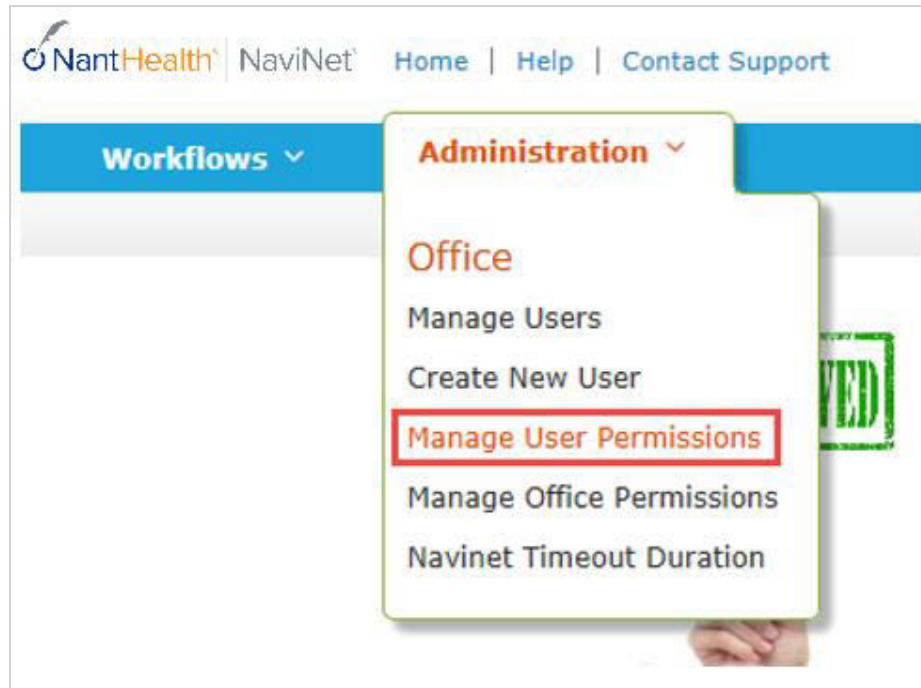 NantHealth NaviNet Home | Help | Contact Support
Workflows Administration
Office
Manage Users
Create New User
Manage User Permissions
Manage Office Permissions
Navinet Timeout Duration